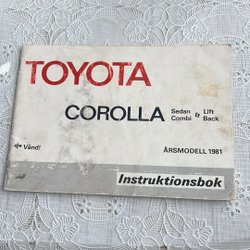 TOYOTA
COROLLA Sedan Combi & Lift Back
Vänd!
ÅRSMODELL 1981
Instruktionsbok